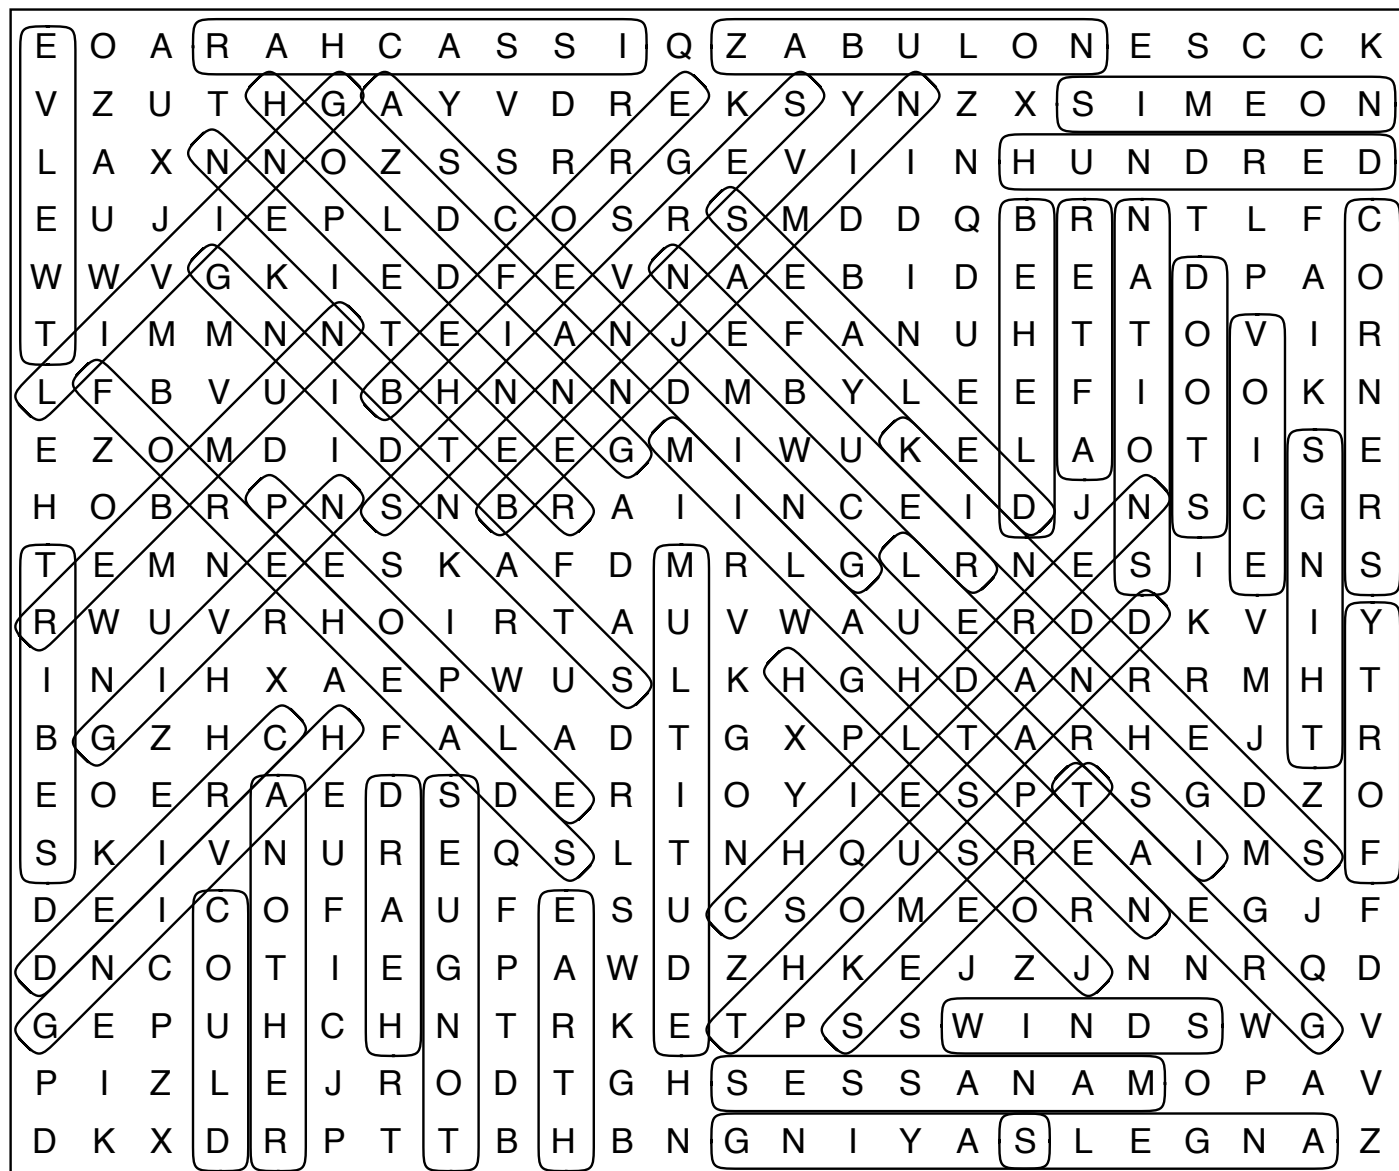 E O A R A H C A S S I Q Z A B U L O N E S C C K
V Z U T H G A Y V D R E K S Y N Z X S I M E O N
L A X N N O Z S S R R G E V I I N H U N D R E D
E U J I E P L D C O S R S M D D Q B R N T L F C
W W V G K I E D F E V N A E B I D E E A D P A O
T I M M N N T E I A N J E F A N U H T T O V I R
L F B V U I B H N N N D M B Y L E E F I O O K N
E Z O M D I D T E E G M I W U K E L A O T I S E
H O B R P N S N B R A I I N C E I D J N S C G R
T E M N E E S K A F D M R L G L R N E S I E N S
R W U V R H O I R T A U V W A U E R D D K V I Y
I N I H X A E P W U S L K H G H D A N R R M H T
B G Z H C H F A L A D T G X P L T A R H E J T R
E O E R A E D S D E R I O Y I E S P T S G D Z O
S K I V N U R E Q S L T N H Q U S R E A I M S F
D E I C O F A U F E S U C S O M E O R N E G J F
D N C O T I E G P A W D Z H K E J Z J N N R Q D
G E P U H C H N T R K E T P S S W I N D S W G V
P I Z L E J R O D T G H S E S S A N A M O P A V
D K X D R P T T B H B N G N I Y A S L E G N A Z